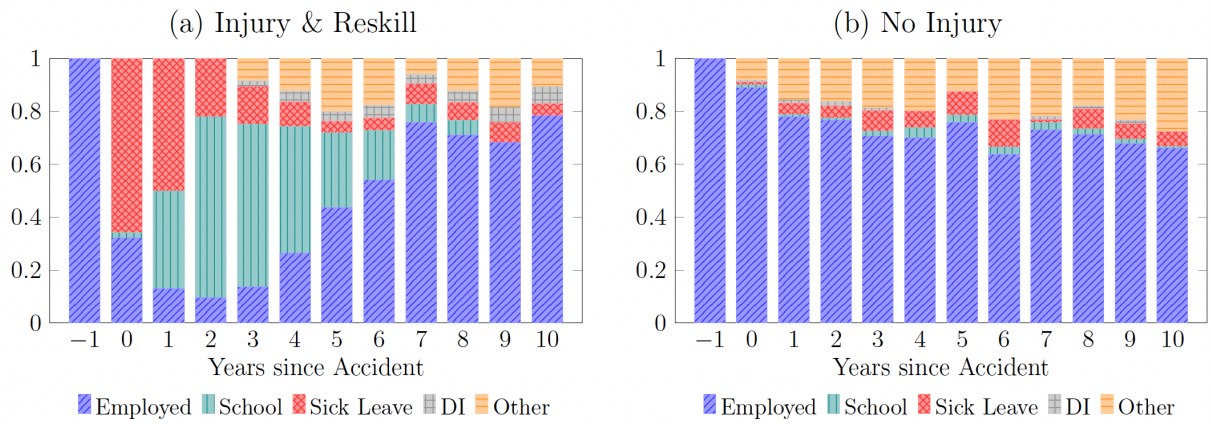 (a) Injury & Reskill
1
0.8
0.6
0.4
0.2
0
−1 0 1 2 3 4 5 6 7 8 9 10
Years since Accident
Employed School Sick Leave DI Other
(b) No Injury
1
0.8
0.6
0.4
0.2
0
−1 0 1 2 3 4 5 6 7 8 9 10
Years since Accident
Employed School Sick Leave DI Other